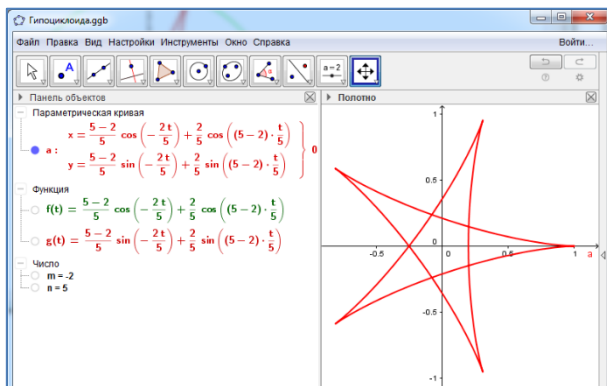 Гипоциклоида.ggb
Файл Правка Вид Настройки Инструменты Окно Справка Войти...
A α a=2
Панель объектов
Полотно
Параметрическая кривая
a : x = (5 − 2)/5 cos (− 2 t/5) + 2/5 cos ((5 − 2) · t/5)
y = (5 − 2)/5 sin (− 2 t/5) + 2/5 sin ((5 − 2) · t/5) } 0
Функция
f(t) = (5 − 2)/5 cos (− 2 t/5) + 2/5 cos ((5 − 2) · t/5)
g(t) = (5 − 2)/5 sin (− 2 t/5) + 2/5 sin ((5 − 2) · t/5)
Число
m = -2
n = 5
1
0.5
-0.5 0 0.5 1 a
-0.5
-1